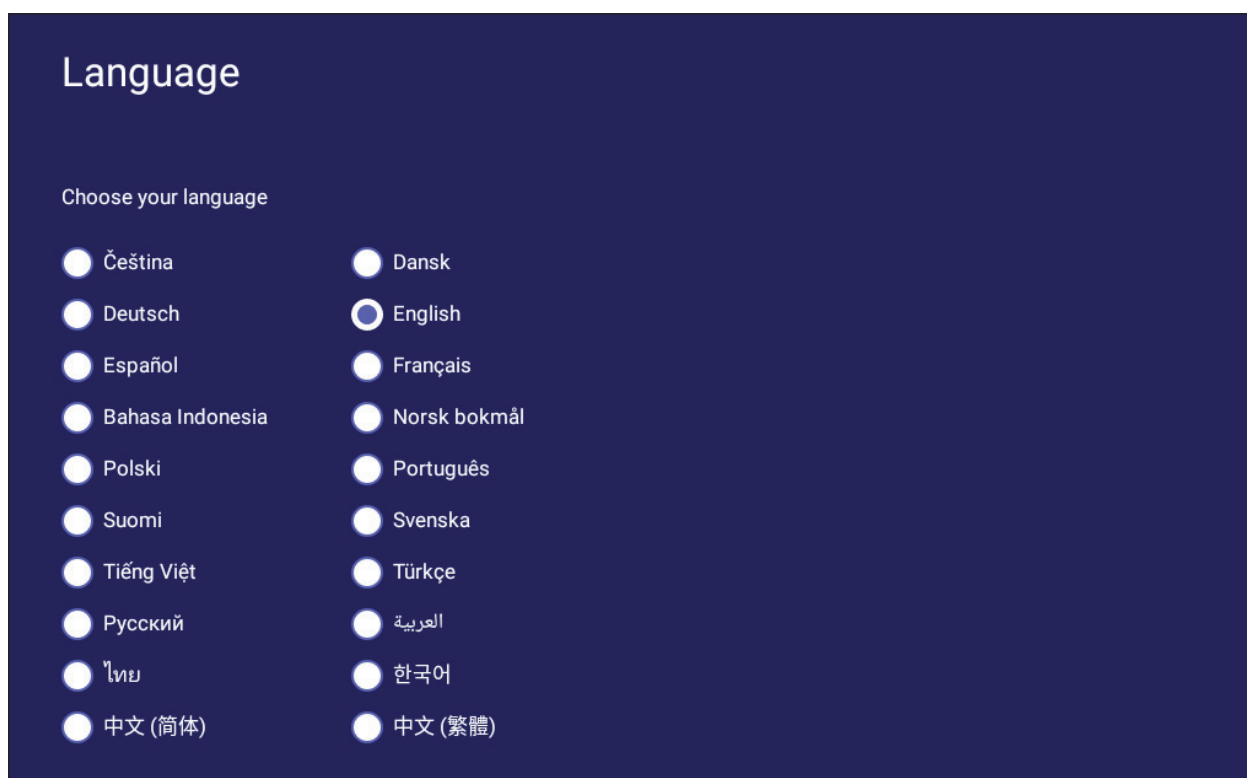 Language
Choose your language
Čeština Dansk
Deutsch English
Español Français
Bahasa Indonesia Norsk bokmål
Polski Português
Suomi Svenska
Tiếng Việt Türkçe
Русский العربية
ไทย 한국어
中文 (简体) 中文 (繁體)